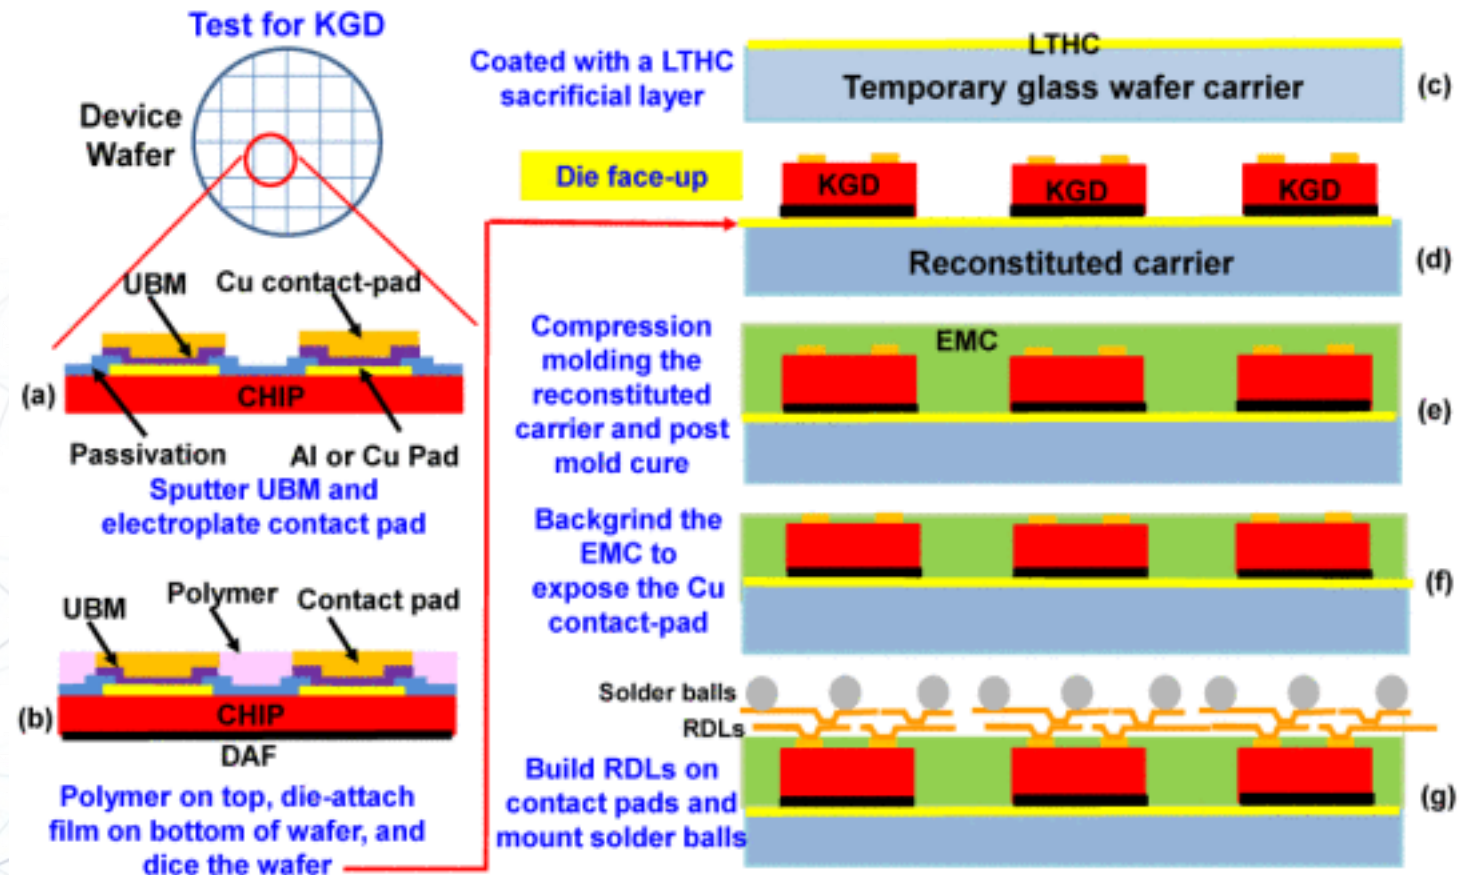 Test for KGD
Device
Wafer
UBM
Cu contact-pad
(a)
CHIP
Passivation
Al or Cu Pad
Sputter UBM and
electroplate contact pad
UBM
Polymer
Contact pad
(b)
CHIP
DAF
Polymer on top, die-attach
film on bottom of wafer, and
dice the wafer
Coated with a LTHC
sacrificial layer
LTHC
Temporary glass wafer carrier
(c)
Die face-up
KGD
KGD
KGD
Reconstituted carrier
(d)
Compression
molding the
reconstituted
carrier and post
mold cure
EMC
(e)
Backgrind the
EMC to
expose the Cu
contact-pad
(f)
Solder balls
RDLs
Build RDLs on
contact pads and
mount solder balls
(g)